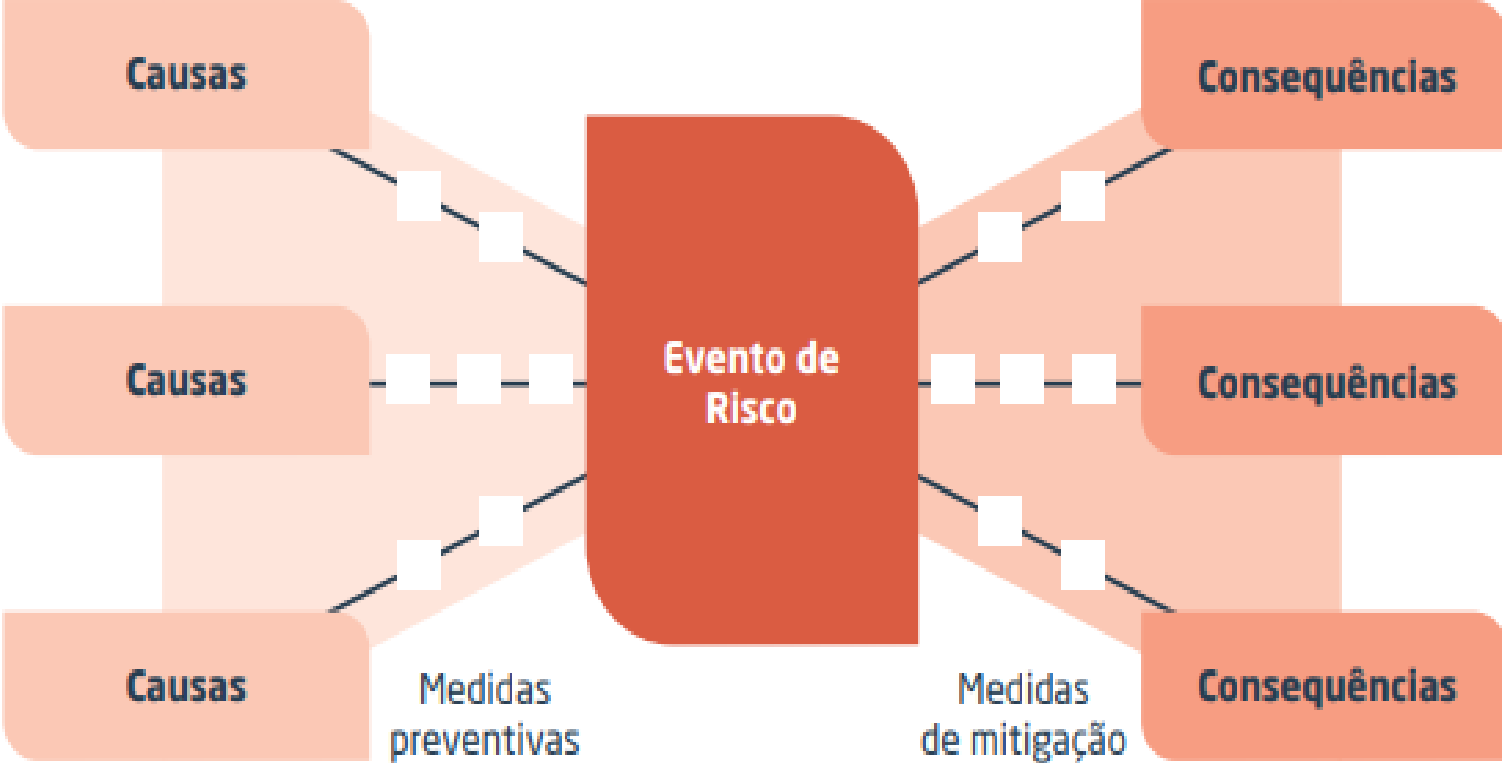 Causas
Consequências
Evento de
Risco
Causas
Consequências
Causas
Consequências
Medidas
preventivas
Medidas
de mitigação